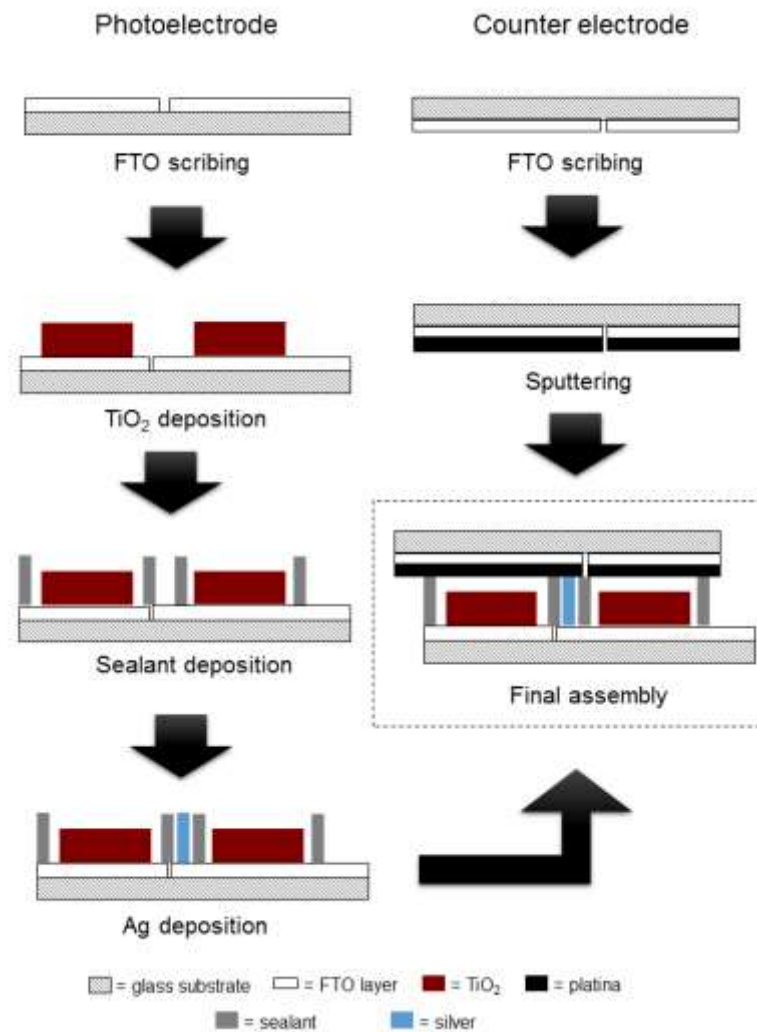 Photoelectrode
Counter electrode
FTO scribing
FTO scribing
TiO₂ deposition
Sputtering
Sealant deposition
Final assembly
Ag deposition
= glass substrate = FTO layer = TiO₂ = platina
= sealant = silver